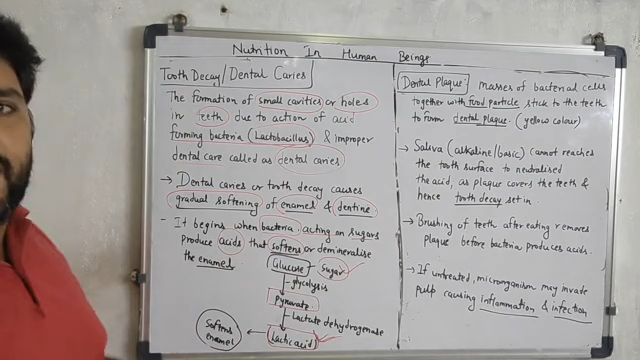 Nutrition In Human Beings
Tooth Decay/Dental Caries
The formation of small cavities or holes
in teeth due to action of acid
forming bacteria (Lactobacillus) & improper
dental care called as dental caries
→ Dental caries or tooth decay causes
gradual softening of enamel & dentine
- It begins when bacteria acting on sugars
produce acids that softens or demineralise
the enamel.
Glucose - Sugar
glycolysis
Pyruvate
Lactate dehydrogenase
Lactic acid
Softens
enamel
Dental Plaque: masses of bacterial cells
together with food particle stick to the teeth
to form dental plaque. (yellow colour)
→ Saliva (alkaline/basic) cannot reaches
the tooth surface to neutralised
the acid, as plaque covers the teeth &
hence tooth decay set in.
→ Brushing of teeth after eating removes
plaque before bacteria produces acids.
→ If untreated, microrganism may invade
pulp causing inflammation & infection,